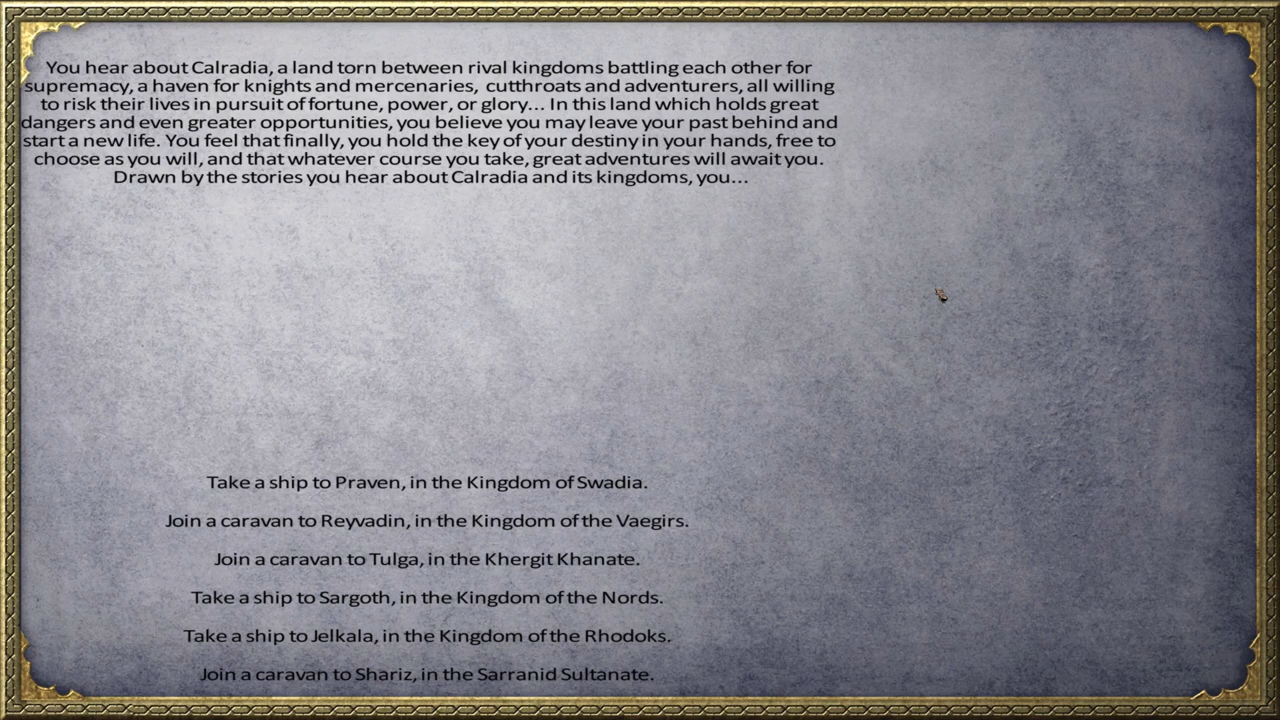 You hear about Calradia, a land torn between rival kingdoms battling each other for
supremacy, a haven for knights and mercenaries, cutthroats and adventurers, all willing
to risk their lives in pursuit of fortune, power, or glory... In this land which holds great
dangers and even greater opportunities, you believe you may leave your past behind and
start a new life. You feel that finally, you hold the key of your destiny in your hands, free to
choose as you will, and that whatever course you take, great adventures will await you.
Drawn by the stories you hear about Calradia and its kingdoms, you...
Take a ship to Praven, in the Kingdom of Swadia.
Join a caravan to Reyvadin, in the Kingdom of the Vaegirs.
Join a caravan to Tulga, in the Khergit Khanate.
Take a ship to Sargoth, in the Kingdom of the Nords.
Take a ship to Jelkala, in the Kingdom of the Rhodoks.
Join a caravan to Shariz, in the Sarranid Sultanate.